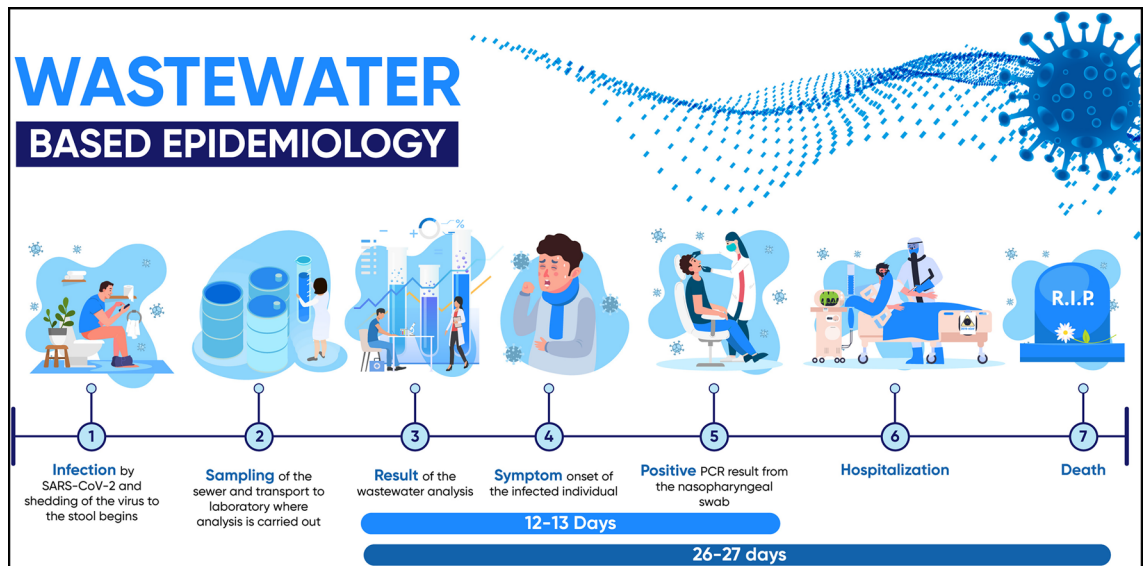 WASTEWATER
BASED EPIDEMIOLOGY
%
R.I.P.
1
2
3
4
5
6
7
Infection by
SARS-CoV-2 and
shedding of the virus to
the stool begins
Sampling of the
sewer and transport to
laboratory where
analysis is carried out
Result of the
wastewater analysis
Symptom onset of
the infected individual
Positive PCR result from
the nasopharyngeal
swab
Hospitalization
Death
12-13 Days
26-27 days